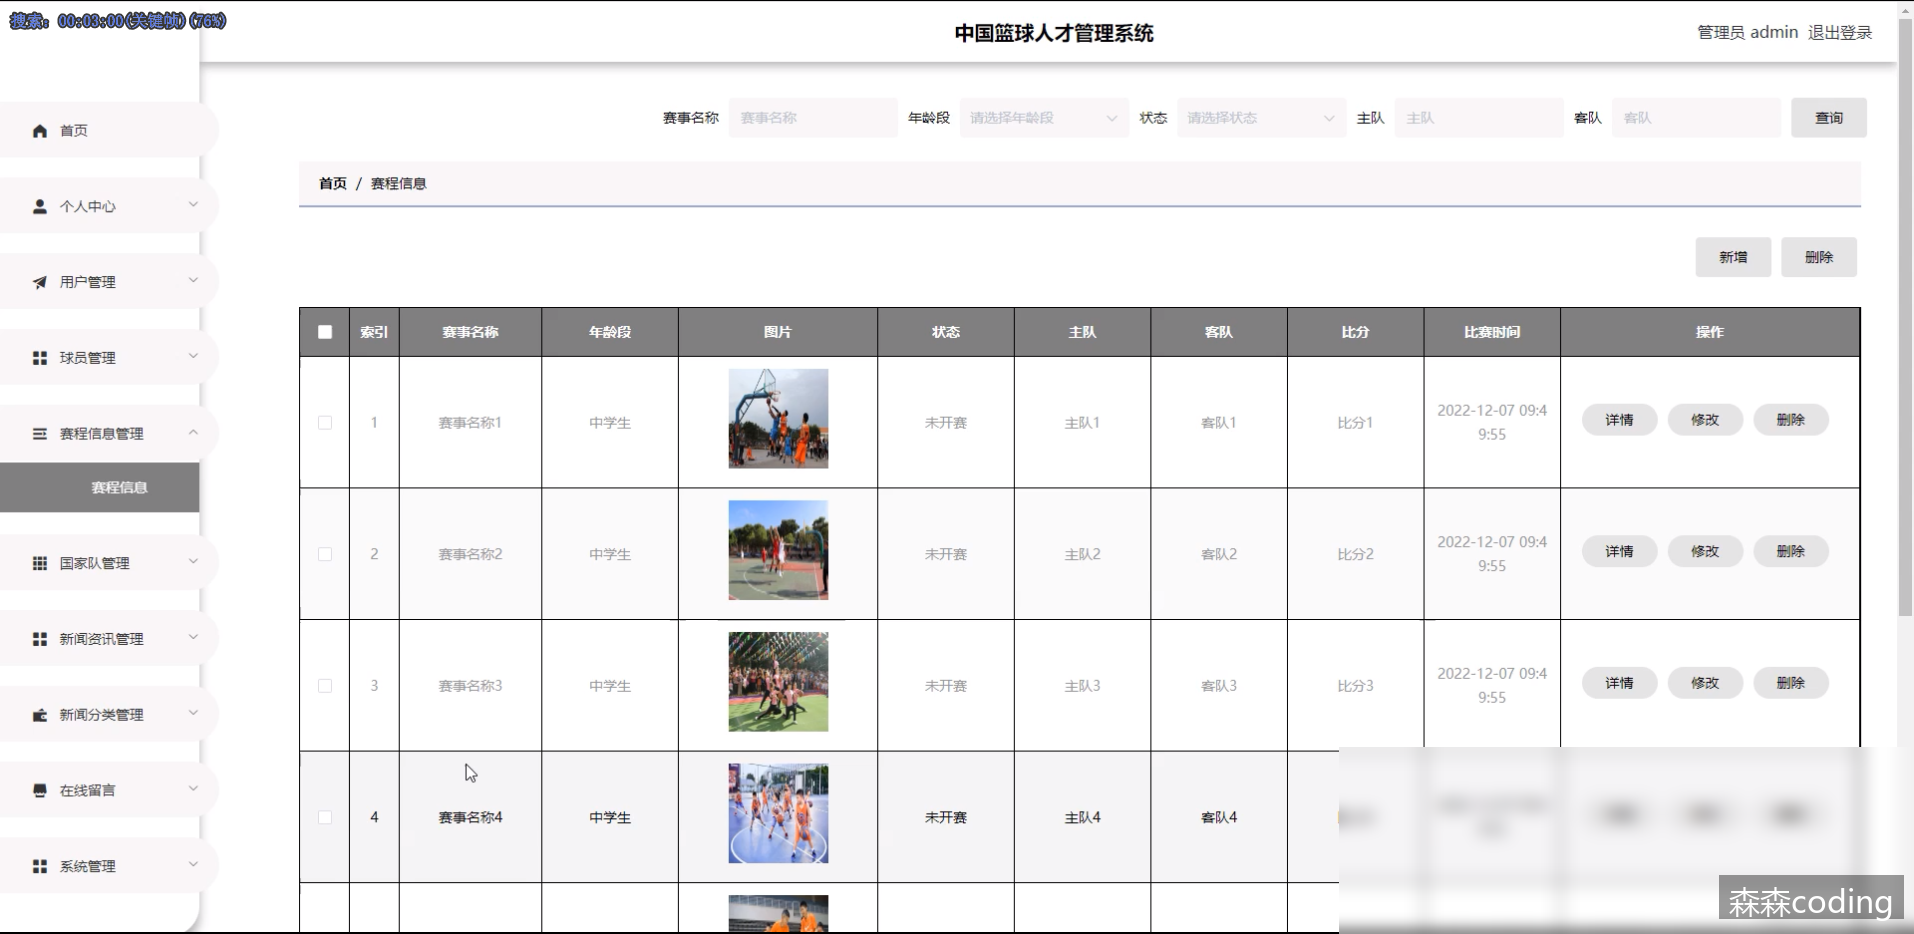 搜索: 00:03:00(关键帧)(76%)
中国篮球人才管理系统
管理员 admin 退出登录
赛事名称 赛事名称 年龄段 请选择年龄段 状态 请选择状态 主队 主队 客队 客队 查询
首页
个人中心
用户管理
球员管理
赛程信息管理
赛程信息
国家队管理
新闻资讯管理
新闻分类管理
在线留言
系统管理
首页 / 赛程信息
新增 删除
索引 赛事名称 年龄段 图片 状态 主队 客队 比分 比赛时间 操作
1 赛事名称1 中学生 未开赛 主队1 客队1 比分1 2022-12-07 09:4
9:55 详情 修改 删除
2 赛事名称2 中学生 未开赛 主队2 客队2 比分2 2022-12-07 09:4
9:55 详情 修改 删除
3 赛事名称3 中学生 未开赛 主队3 客队3 比分3 2022-12-07 09:4
9:55 详情 修改 删除
4 赛事名称4 中学生 未开赛 主队4 客队4
森森coding